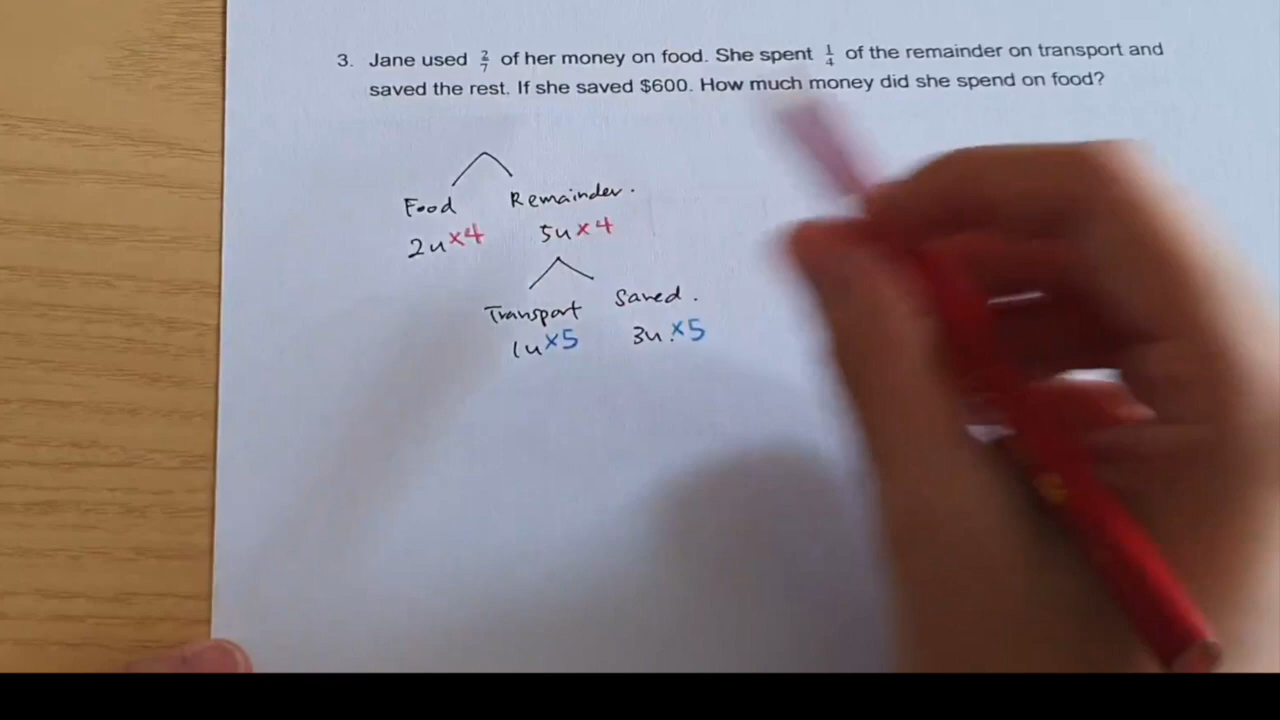 3. Jane used 2/7 of her money on food. She spent 1/4 of the remainder on transport and
saved the rest. If she saved $600. How much money did she spend on food?
Food Remainder.
2u×4 5u×4
Transport Saved.
1u×5 3u.×5